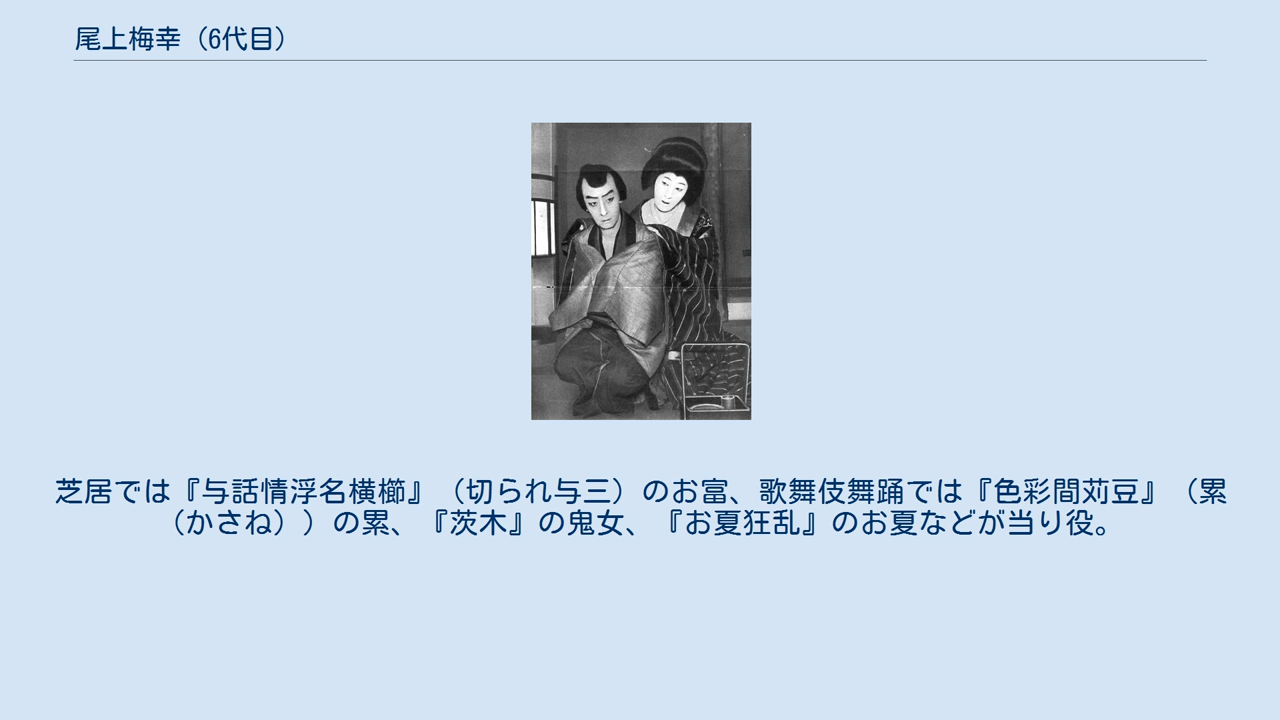 尾上梅幸（6代目）
芝居では『与話情浮名横櫛』（切られ与三）のお富、歌舞伎舞踊では『色彩間苅豆』（累
（かさね））の累、『茨木』の鬼女、『お夏狂乱』のお夏などが当り役。